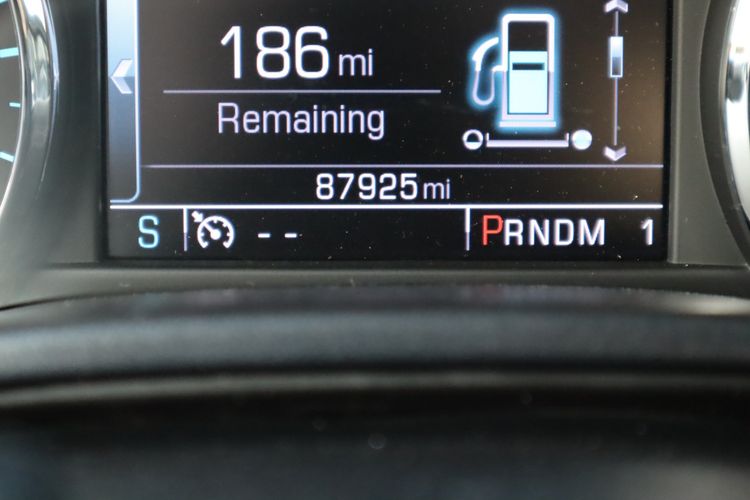 186 mi
Remaining
87925 mi
S -- PRNDM 1